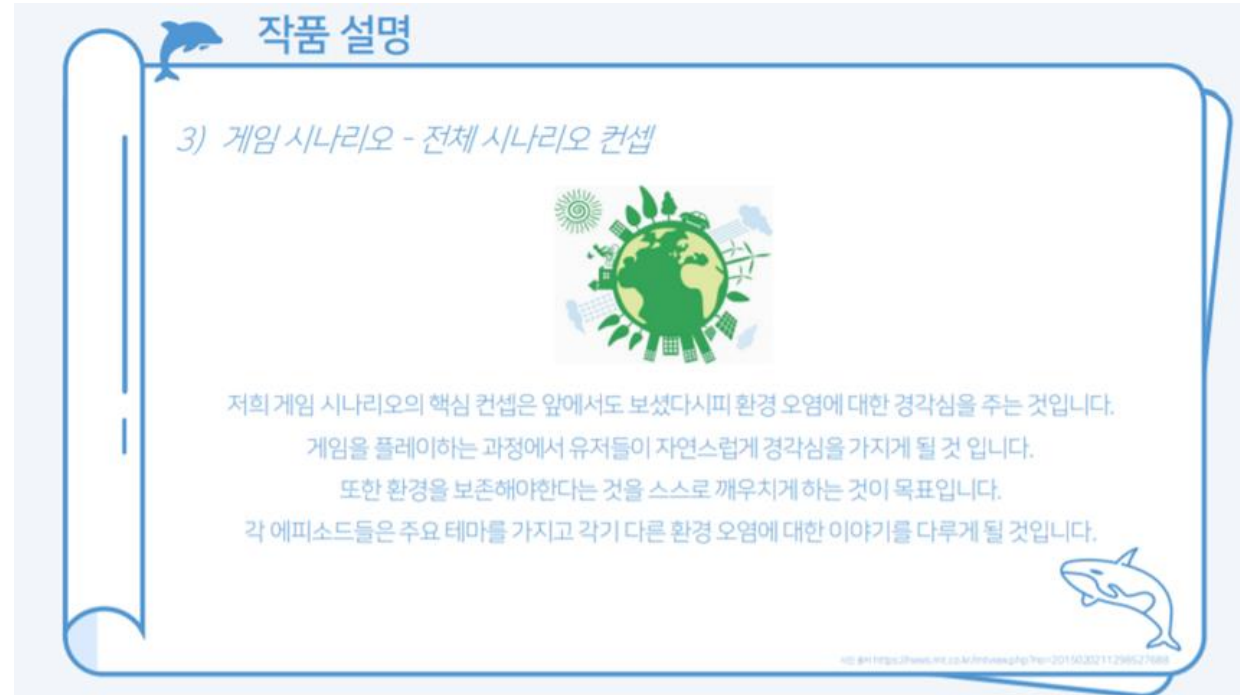 작품 설명
3) 게임 시나리오 - 전체 시나리오 컨셉
저희 게임 시나리오의 핵심 컨셉은 앞에서도 보셨다시피 환경 오염에 대한 경각심을 주는 것입니다.
게임을 플레이하는 과정에서 유저들이 자연스럽게 경각심을 가지게 될 것 입니다.
또한 환경을 보존해야한다는 것을 스스로 깨우치게 하는 것이 목표입니다.
각 에피소드들은 주요 테마를 가지고 각기 다른 환경 오염에 대한 이야기를 다루게 될 것입니다.